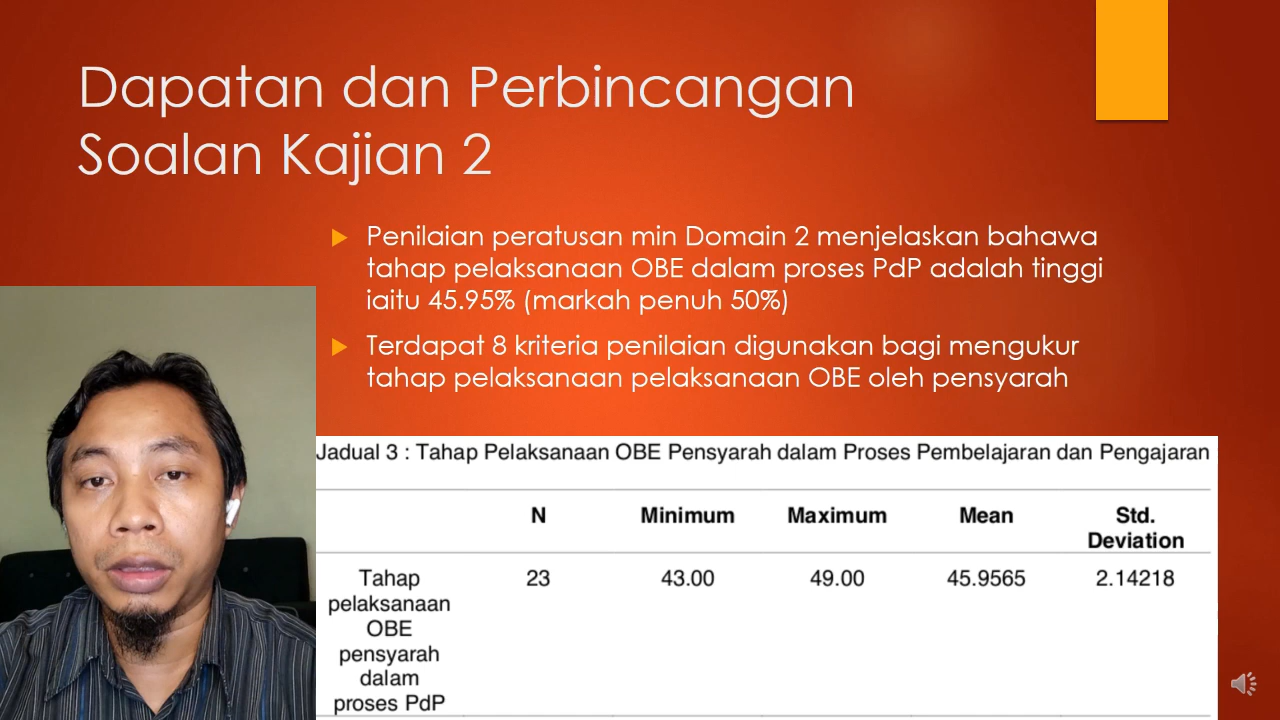 Dapatan dan Perbincangan
Soalan Kajian 2
Penilaian peratusan min Domain 2 menjelaskan bahawa
tahap pelaksanaan OBE dalam proses PdP adalah tinggi
iaitu 45.95% (markah penuh 50%)
Terdapat 8 kriteria penilaian digunakan bagi mengukur
tahap pelaksanaan pelaksanaan OBE oleh pensyarah
Jadual 3 : Tahap Pelaksanaan OBE Pensyarah dalam Proses Pembelajaran dan Pengajaran
N Minimum Maximum Mean Std.
Deviation
Tahap 23 43.00 49.00 45.9565 2.14218
pelaksanaan
OBE
pensyarah
dalam
proses PdP